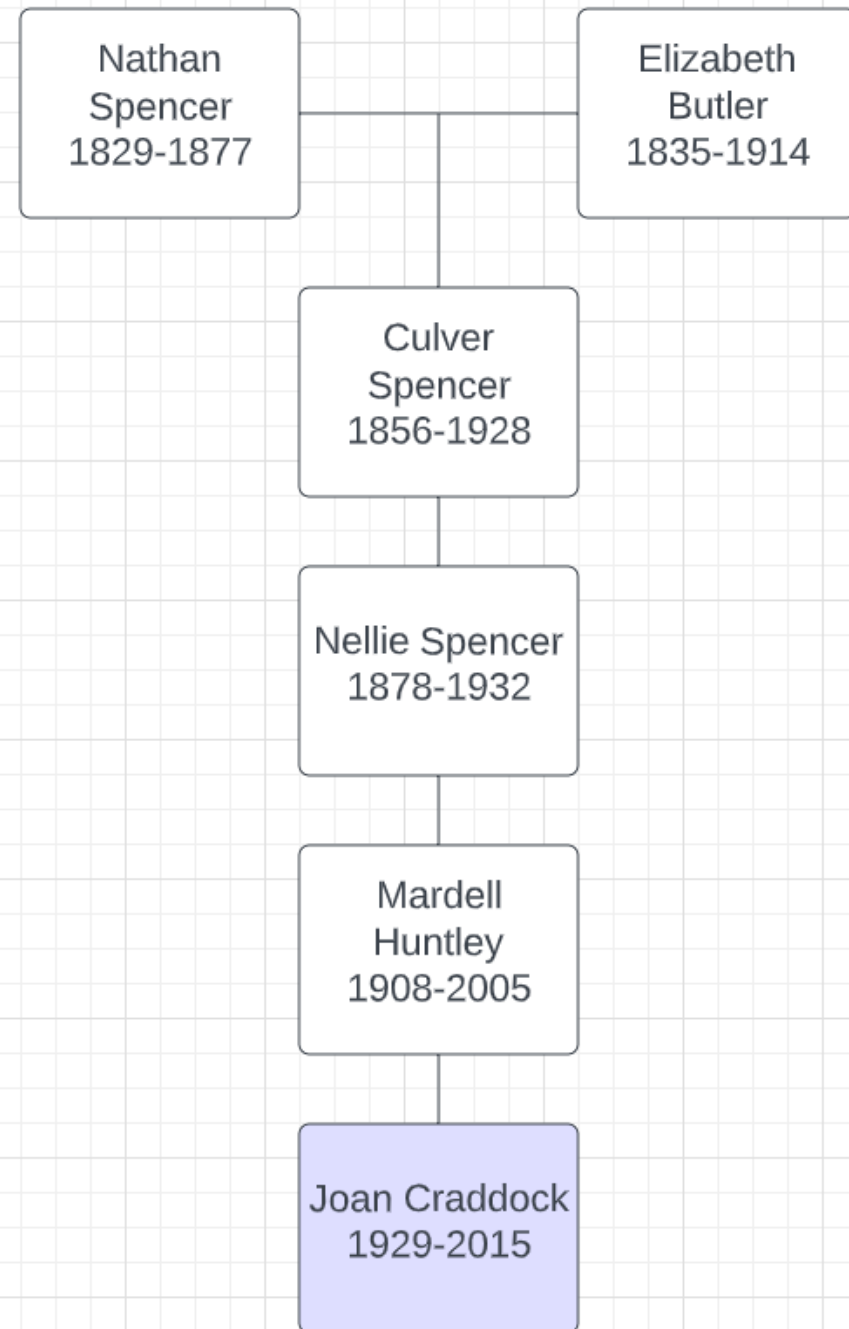 Nathan
Spencer
1829-1877
Elizabeth
Butler
1835-1914
Culver
Spencer
1856-1928
Nellie Spencer
1878-1932
Mardell
Huntley
1908-2005
Joan Craddock
1929-2015